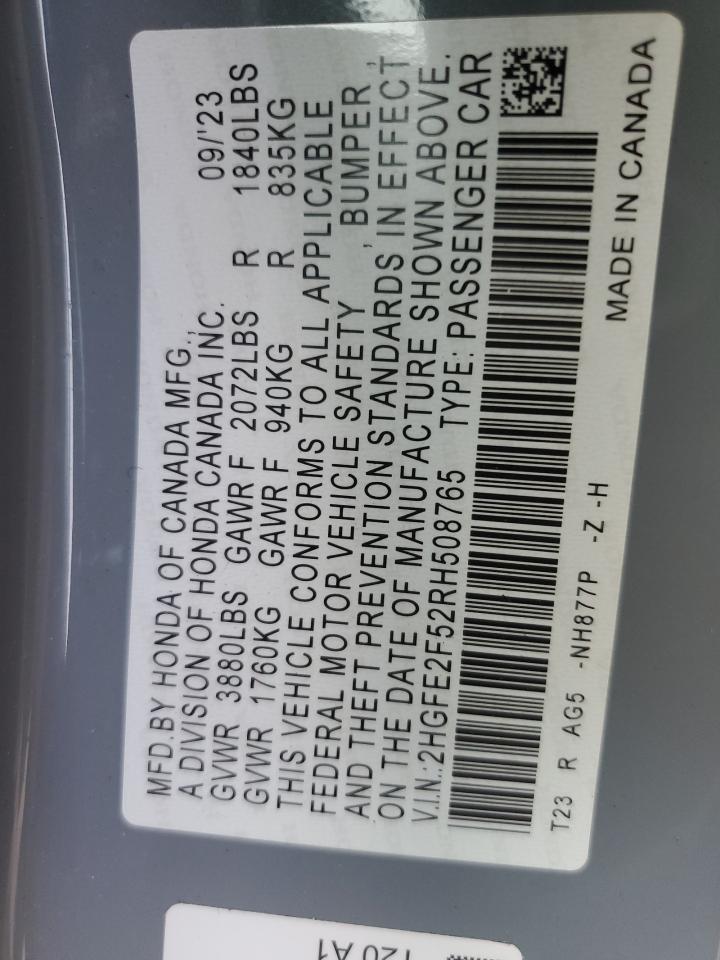 MFD.BY HONDA OF CANADA MFG.,
A DIVISION OF HONDA CANADA INC. 09/'23
GVWR 3880LBS GAWR F 2072LBS R 1840LBS
GVWR 1760KG GAWR F 940KG R 835KG
THIS VEHICLE CONFORMS TO ALL APPLICABLE
FEDERAL MOTOR VEHICLE SAFETY , BUMPER ,
AND THEFT PREVENTION STANDARDS IN EFFECT
ON THE DATE OF MANUFACTURE SHOWN ABOVE.
V.I.N.:2HGFE2F52RH508765 TYPE: PASSENGER CAR
T23 R AG5 -NH877P -Z -H
MADE IN CANADA
120 A1